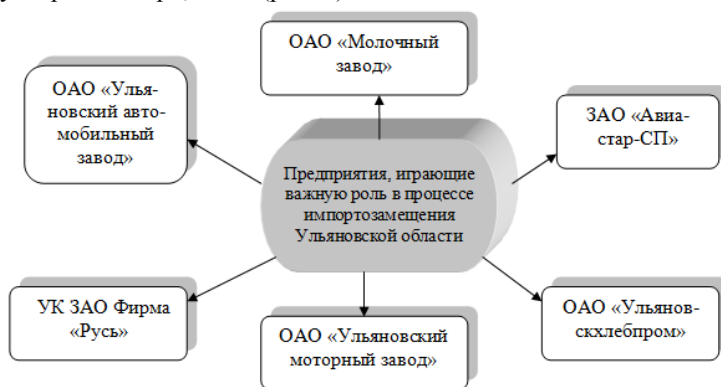 ОАО «Молочный
завод»
ОАО «Улья-
новский авто-
мобильный
завод»
ЗАО «Авиа-
стар-СП»
Предприятия, играющие
важную роль в процессе
импортозамещения
Ульяновской области
УК ЗАО Фирма
«Русь»
ОАО «Ульяновский
моторный завод»
ОАО «Ульянов-
скхлебпром»